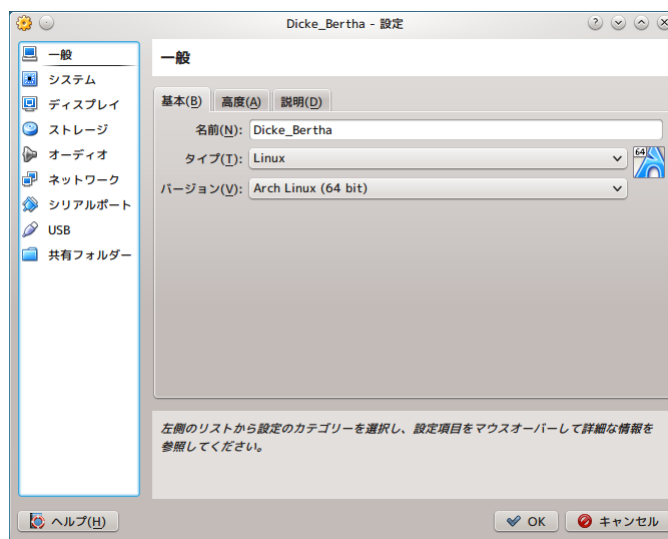 Dicke_Bertha - 設定
一般
システム
ディスプレイ
ストレージ
オーディオ
ネットワーク
シリアルポート
USB
共有フォルダー
一般
基本(B) 高度(A) 説明(D)
名前(N): Dicke_Bertha
タイプ(T): Linux
64
バージョン(V): Arch Linux (64 bit)
左側のリストから設定のカテゴリーを選択し、設定項目をマウスオーバーして詳細な情報を
参照してください。
ヘルプ(H) OK キャンセル